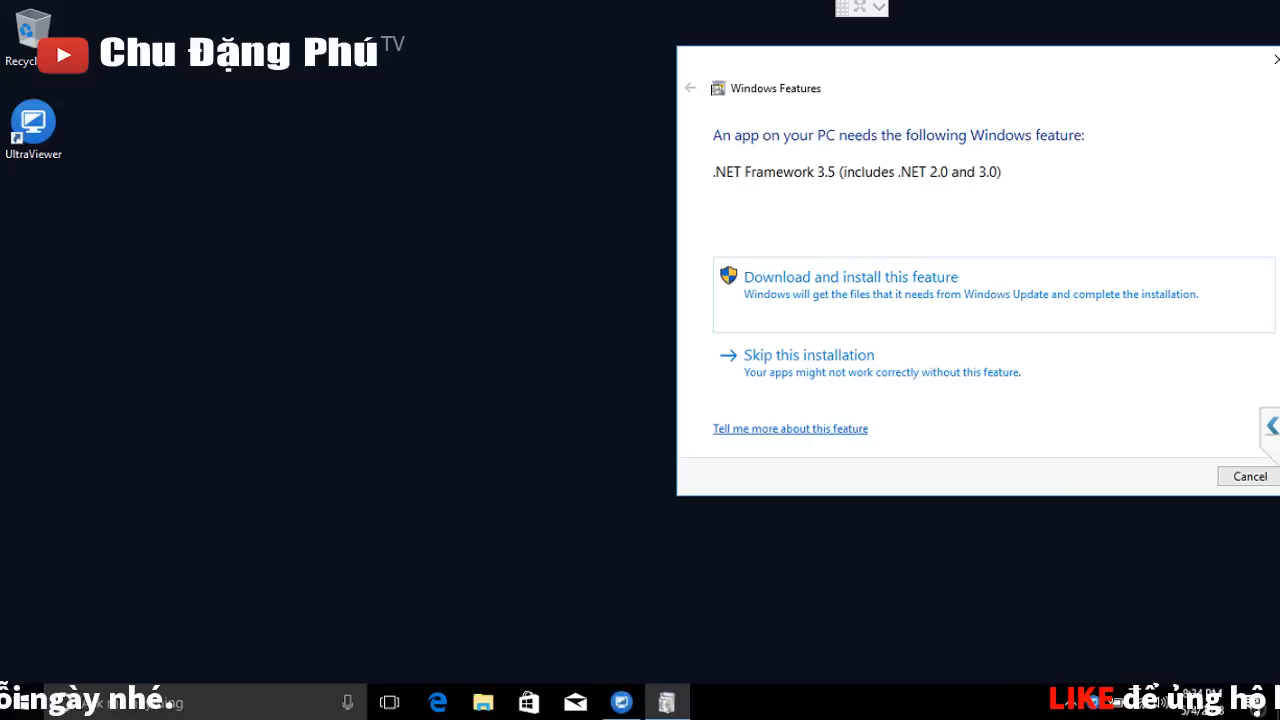 Chu Đặng Phú TV
UltraViewer
Windows Features
An app on your PC needs the following Windows feature:
.NET Framework 3.5 (includes .NET 2.0 and 3.0)
Download and install this feature
Windows will get the files that it needs from Windows Update and complete the installation.
Skip this installation
Your apps might not work correctly without this feature.
Tell me more about this feature
Cancel
ngày nhé
LIKE để ủng hộ